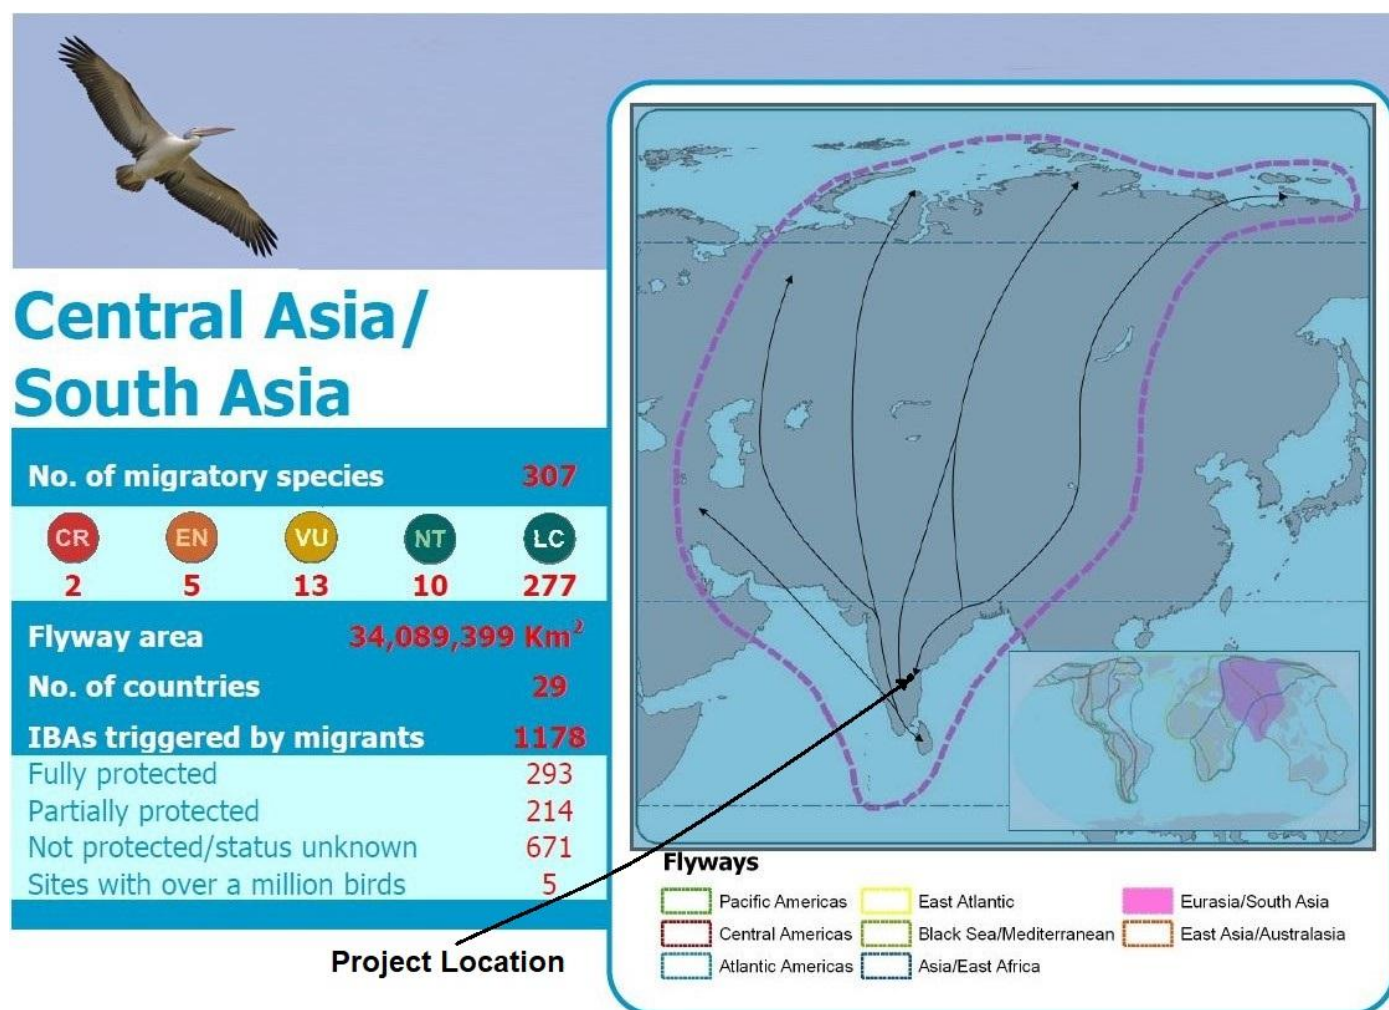 Central Asia/
South Asia
No. of migratory species 307
CR EN VU NT LC
2 5 13 10 277
Flyway area 34,089,399 Km²
No. of countries 29
IBAs triggered by migrants 1178
Fully protected 293
Partially protected 214
Not protected/status unknown 671
Sites with over a million birds 5
Project Location
Flyways
Pacific Americas East Atlantic Eurasia/South Asia
Central Americas Black Sea/Mediterranean East Asia/Australasia
Atlantic Americas Asia/East Africa